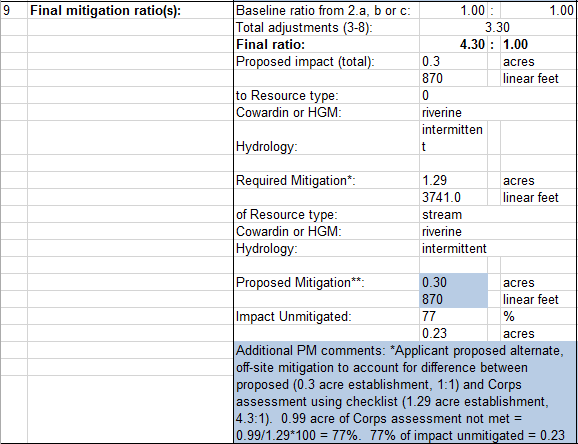 9 Final mitigation ratio(s): Baseline ratio from 2.a, b or c: 1.00 : 1.00
Total adjustments (3-8): 3.30
Final ratio: 4.30 : 1.00
Proposed impact (total): 0.3 acres
870 linear feet
to Resource type: 0
Cowardin or HGM: riverine
intermitten
Hydrology: t
Required Mitigation*: 1.29 acres
3741.0 linear feet
of Resource type: stream
Cowardin or HGM: riverine
Hydrology: intermittent
Proposed Mitigation**: 0.30 acres
870 linear feet
Impact Unmitigated: 77 %
0.23 acres
Additional PM comments: *Applicant proposed alternate,
off-site mitigation to account for difference between
proposed (0.3 acre establishment, 1:1) and Corps
assessment using checklist (1.29 acre establishment,
4.3:1). 0.99 acre of Corps assessment not met =
0.99/1.29*100 = 77%. 77% of impact unmitigated = 0.23